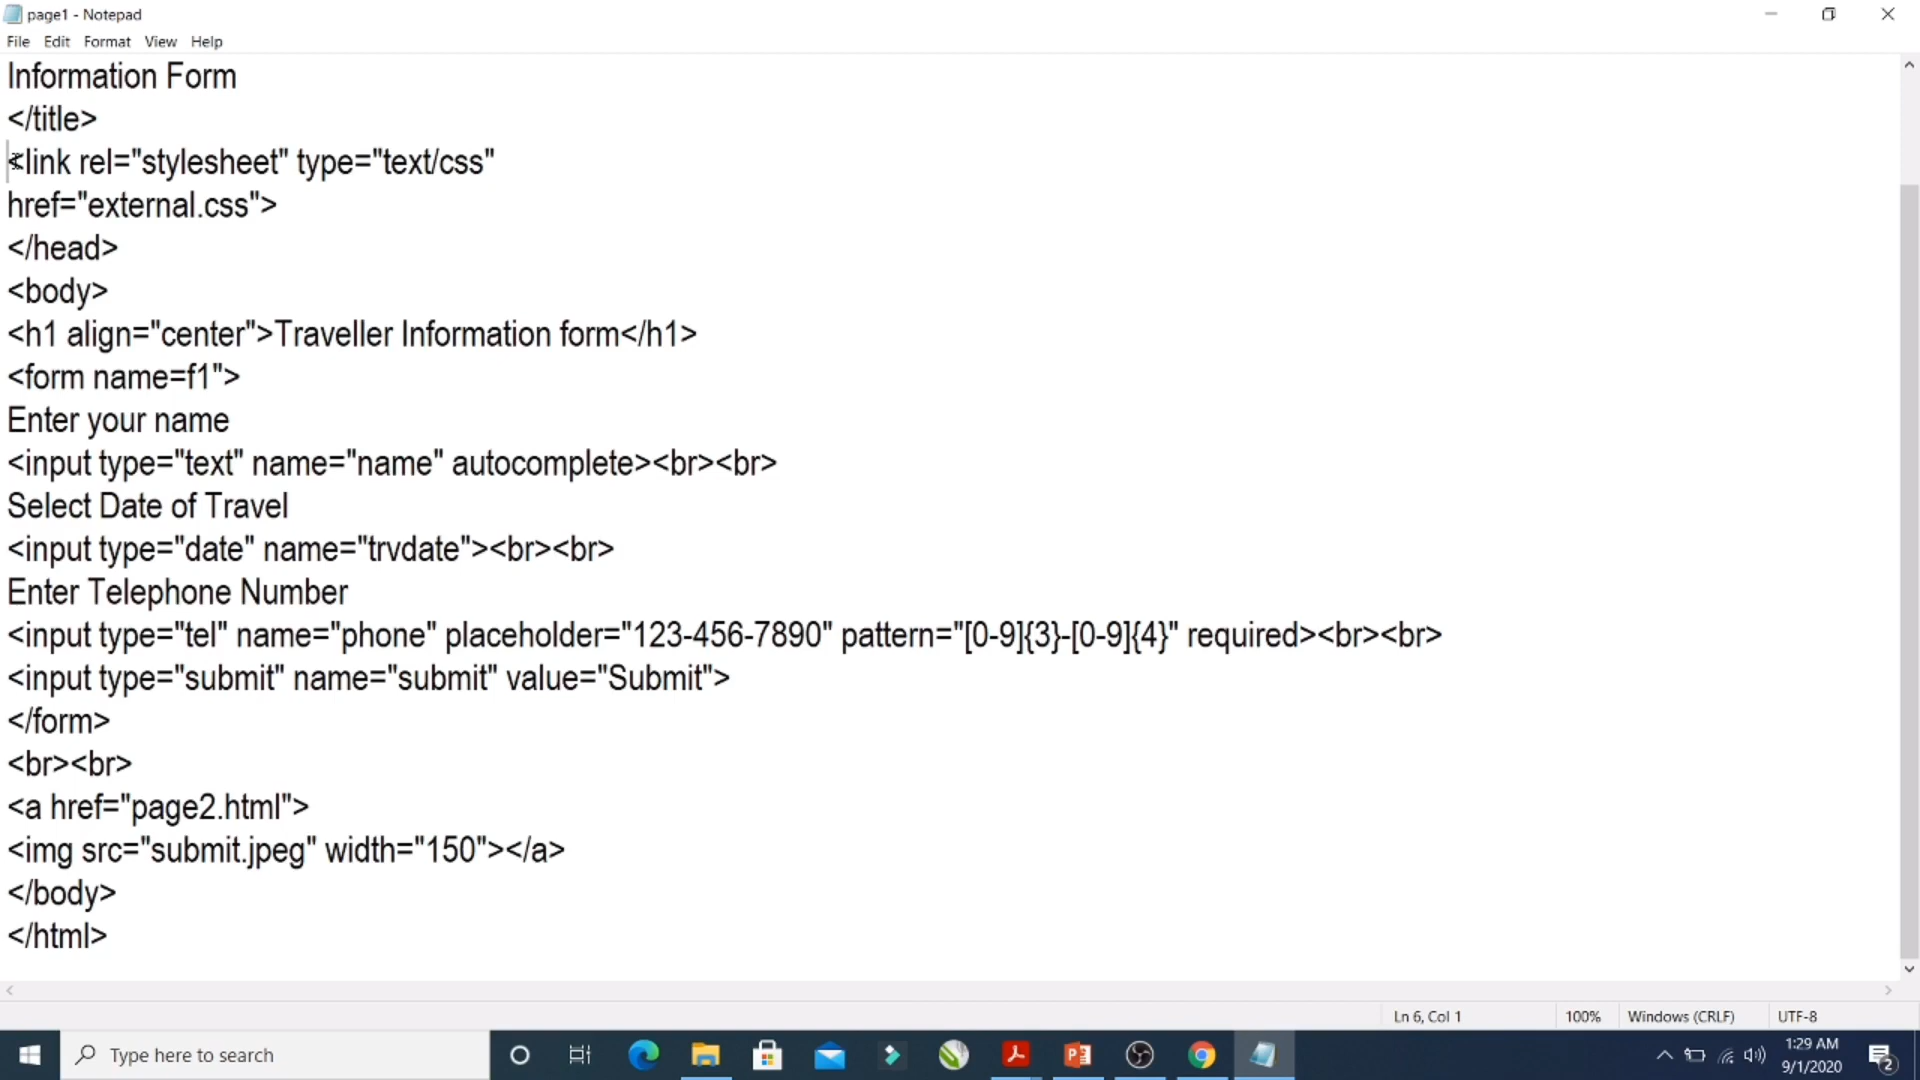 page1 - Notepad
File Edit Format View Help
Information Form
</title>
<link rel="stylesheet" type="text/css"
href="external.css">
</head>
<body>
<h1 align="center">Traveller Information form</h1>
<form name=f1">
Enter your name
<input type="text" name="name" autocomplete><br><br>
Select Date of Travel
<input type="date" name="trvdate"><br><br>
Enter Telephone Number
<input type="tel" name="phone" placeholder="123-456-7890" pattern="[0-9]{3}-[0-9]{4}" required><br><br>
<input type="submit" name="submit" value="Submit">
</form>
<br><br>
<a href="page2.html">
<img src="submit.jpeg" width="150"></a>
</body>
</html>
Ln 6, Col 1 100% Windows (CRLF) UTF-8
Type here to search
1:29 AM
9/1/2020
2